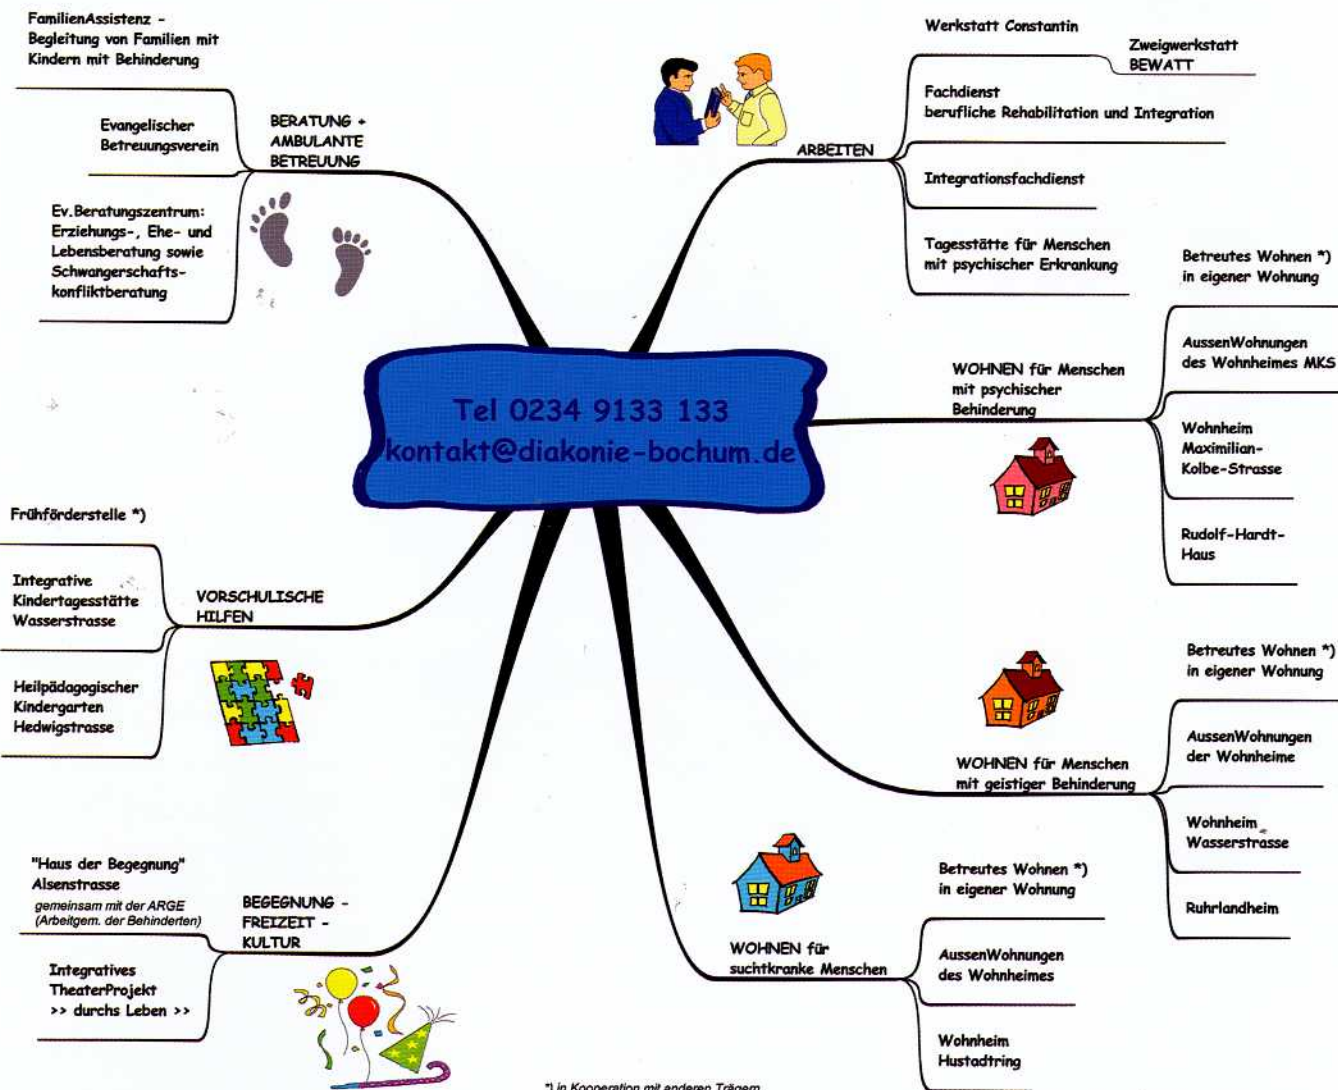 FamilienAssistenz -
Begleitung von Familien mit
Kindern mit Behinderung
Evangelischer
Betreuungsverein
Ev.Beratungszentrum:
Erziehungs-, Ehe- und
Lebensberatung sowie
Schwangerschafts-
konfliktberatung
BERATUNG +
AMBULANTE
BETREUUNG
Werkstatt Constantin
Zweigwerkstatt
BEWATT
Fachdienst
berufliche Rehabilitation und Integration
ARBEITEN
Integrationsfachdienst
Tagesstätte für Menschen
mit psychischer Erkrankung
Tel 0234 9133 133
kontakt@diakonie-bochum.de
WOHNEN für Menschen
mit psychischer
Behinderung
Betreutes Wohnen *)
in eigener Wohnung
AussenWohnungen
des Wohnheimes MKS
Wohnheim
Maximilian-
Kolbe-Strasse
Rudolf-Hardt-
Haus
Frühförderstelle *)
Integrative
Kindertagesstätte
Wasserstrasse
Heilpädagogischer
Kindergarten
Hedwigstrasse
VORSCHULISCHE
HILFEN
WOHNEN für Menschen
mit geistiger Behinderung
Betreutes Wohnen *)
in eigener Wohnung
AussenWohnungen
der Wohnheime
Wohnheim
Wasserstrasse
Ruhrlandheim
"Haus der Begegnung"
Alsenstrasse
gemeinsam mit der ARGE
(Arbeitgem. der Behinderten)
Integratives
TheaterProjekt
>> durchs Leben >>
BEGEGNUNG -
FREIZEIT -
KULTUR
WOHNEN für
suchtkranke Menschen
Betreutes Wohnen *)
in eigener Wohnung
AussenWohnungen
des Wohnheimes
Wohnheim
Hustadtring
*) in Kooperation mit anderen Trägern